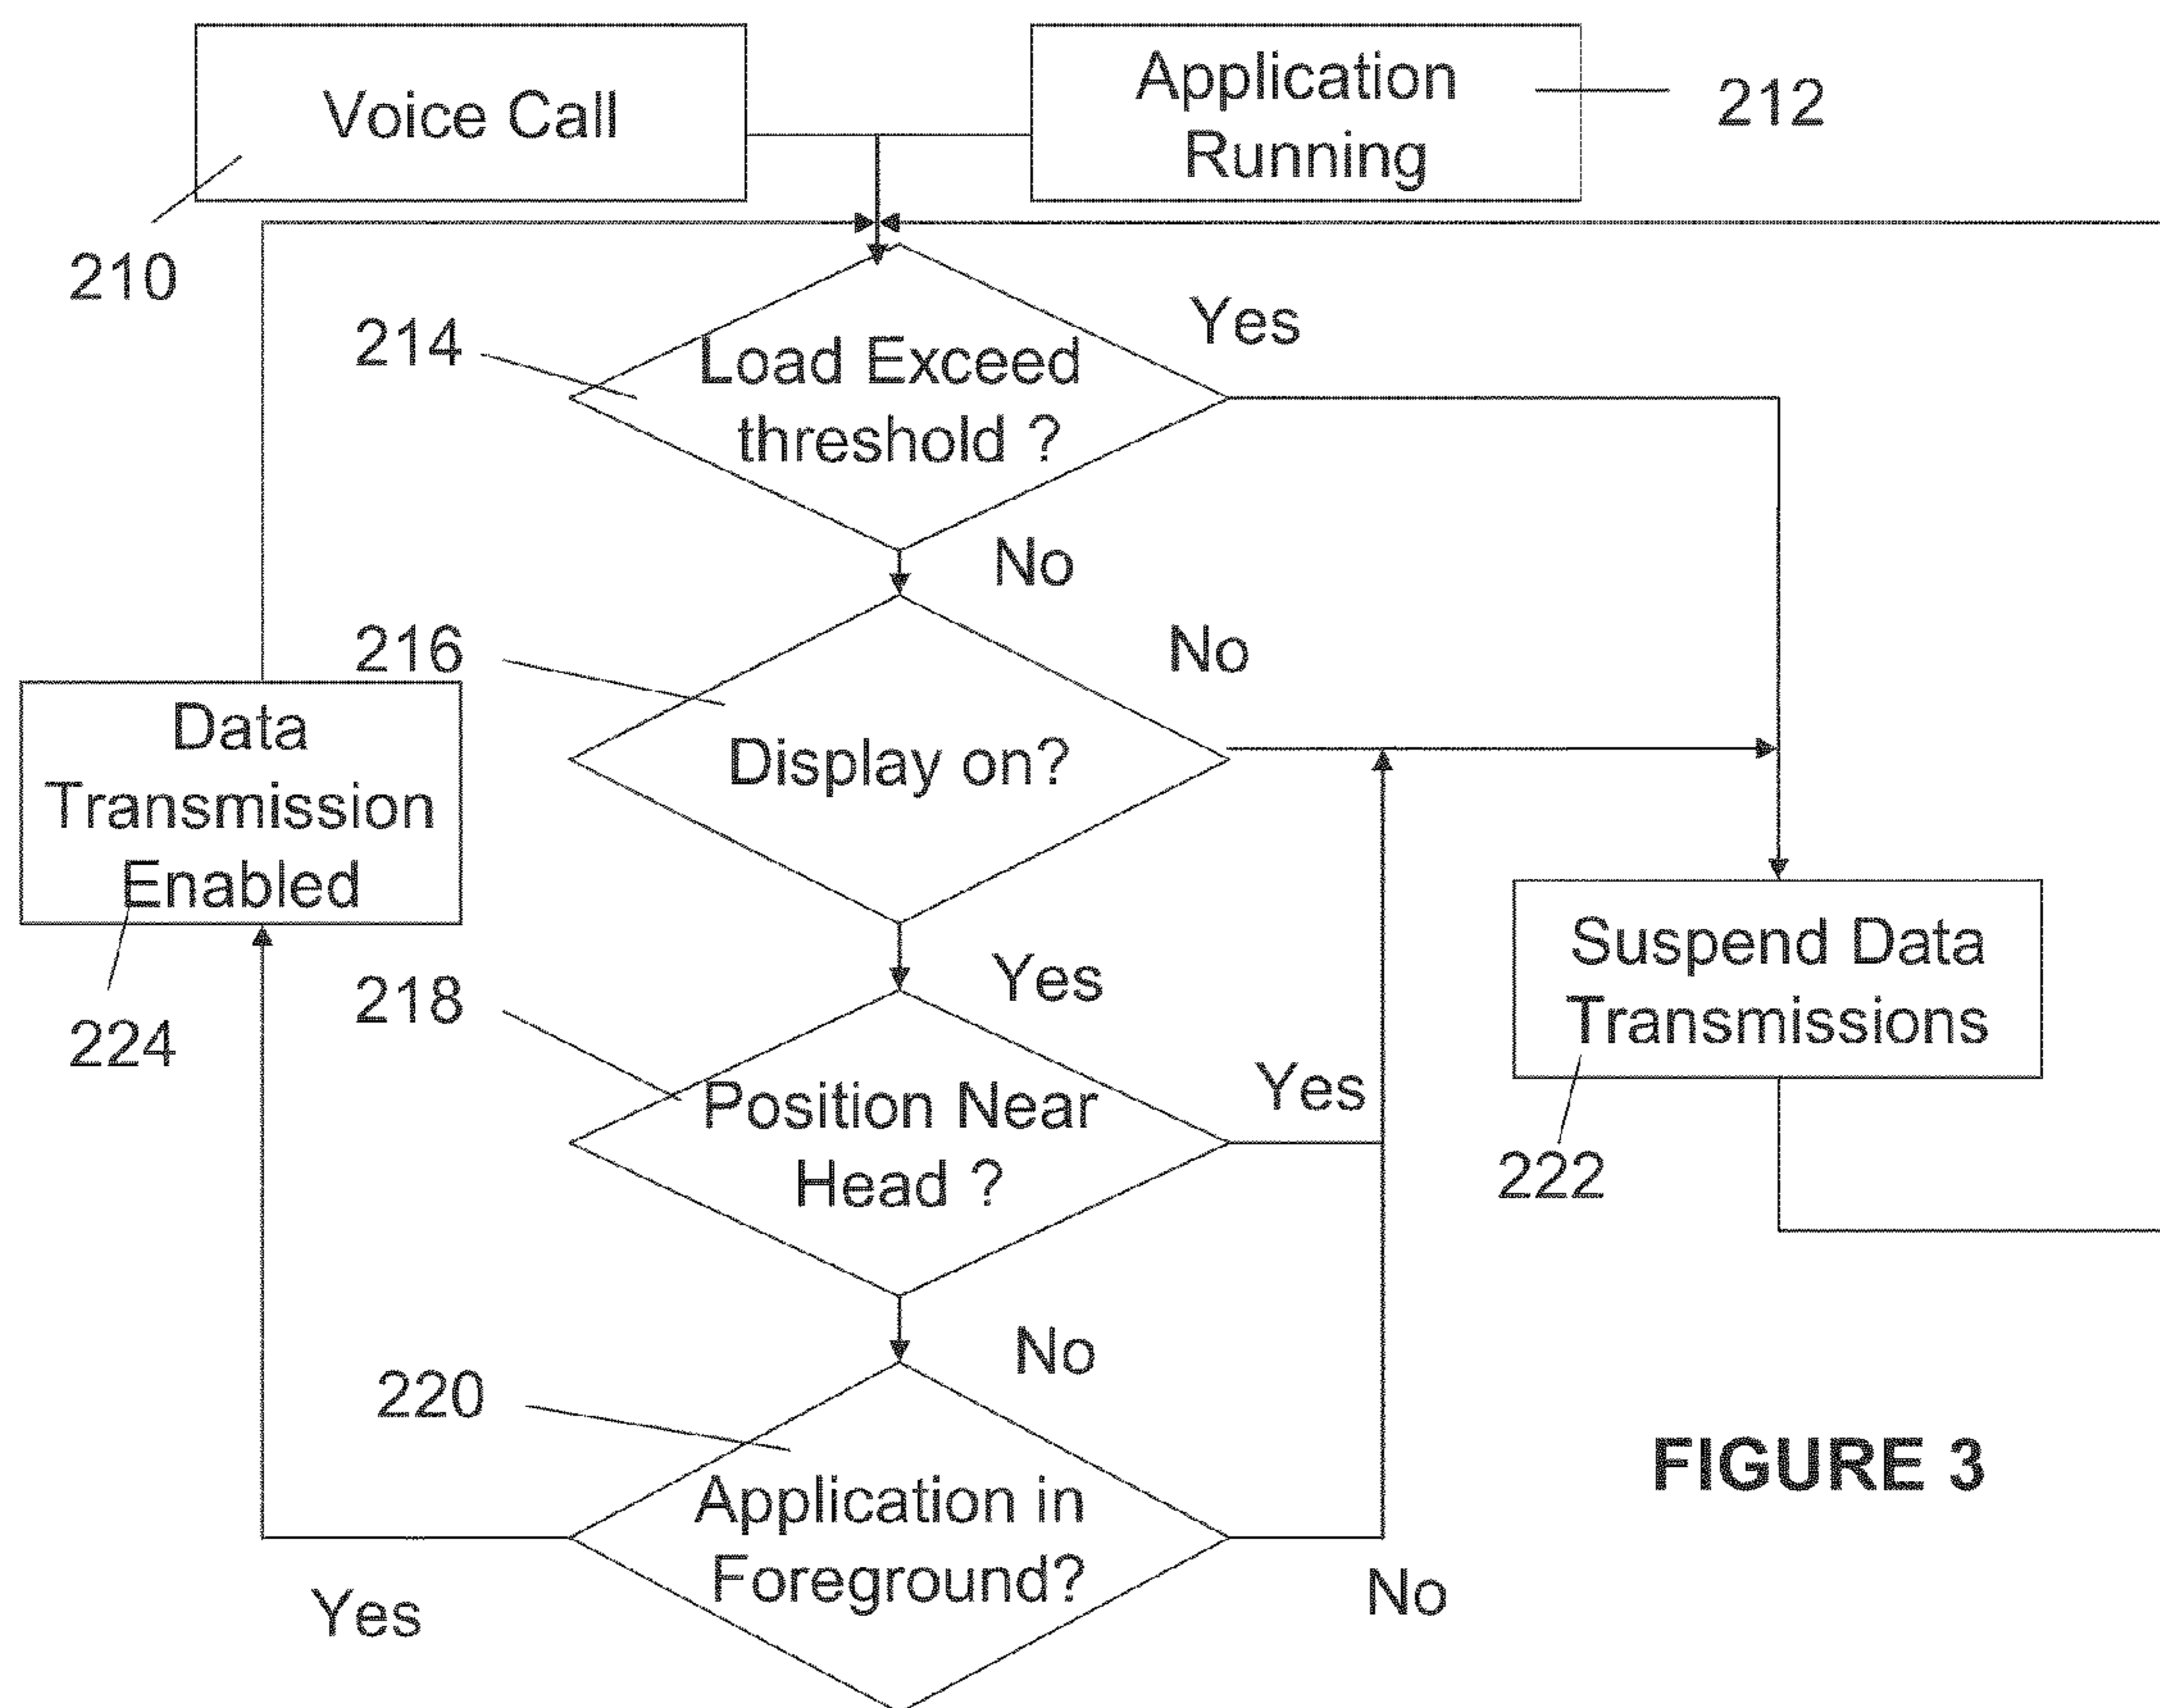 Voice Call
Application
Running
212
210
214
Load Exceed
threshold ?
Yes
No
216
Display on?
No
Data
Transmission
Enabled
224
Yes
218
Position Near
Head ?
Yes
Suspend Data
Transmissions
222
No
220
Application in
Foreground?
Yes
No
FIGURE 3